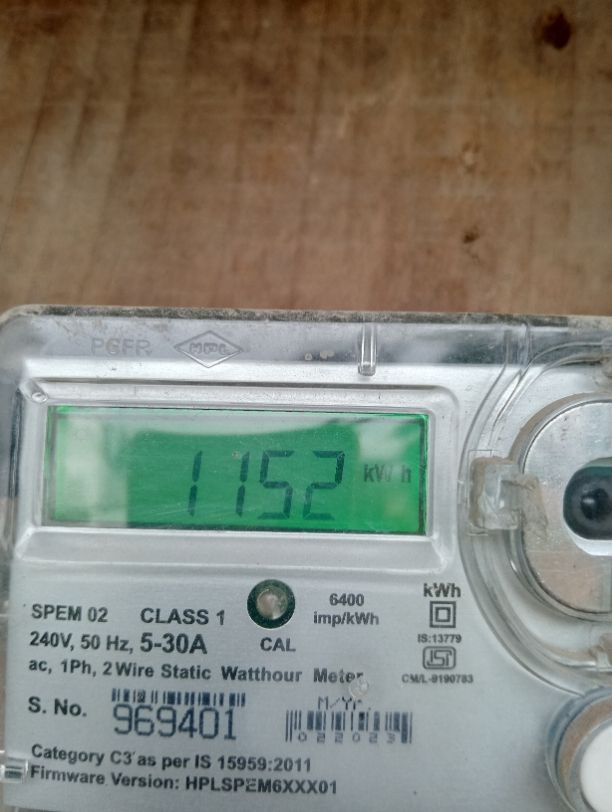 PGFR HPL
1152 kWh
6400 kWh
SPEM 02 CLASS 1 imp/kWh
240V, 50 Hz, 5-30A CAL IS:13779
ac, 1Ph, 2 Wire Static Watthour Meter
CM/L-9190783
S. No. 969401 M/Yr.
022023
Category C3 as per IS 15959:2011
Firmware Version: HPLSPEM6XXX01